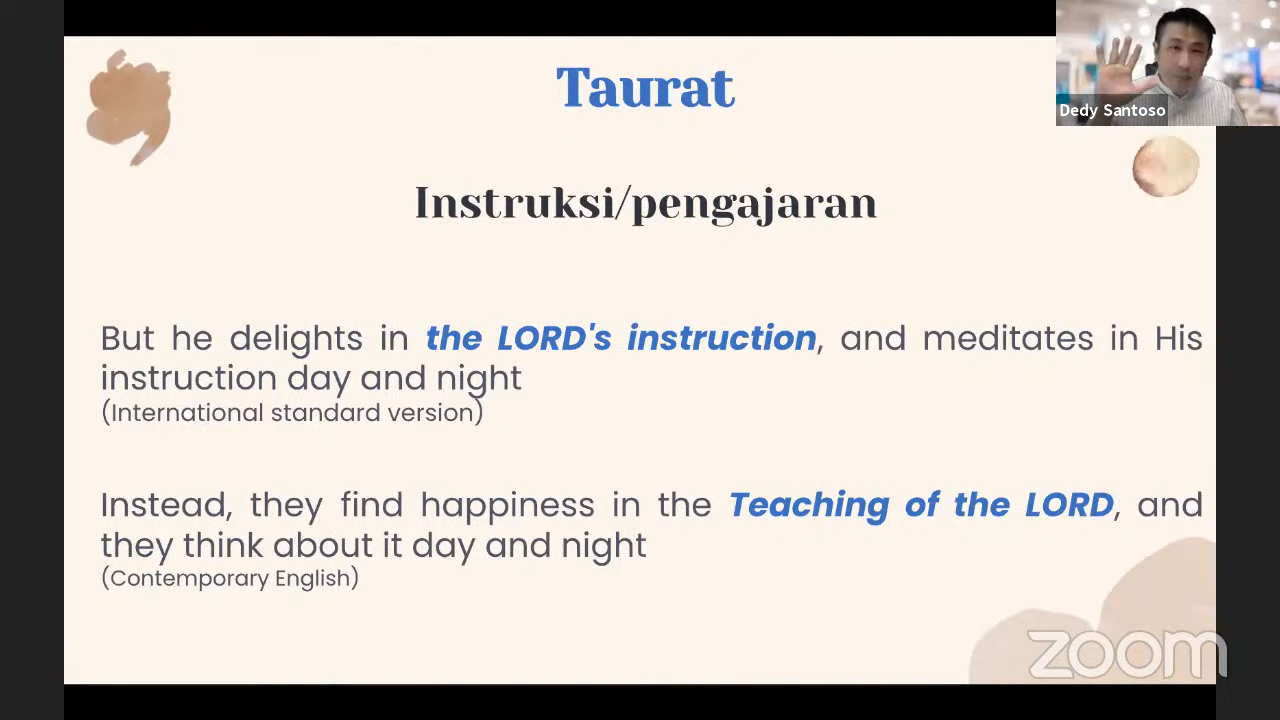 Taurat
Dedy Santoso
Instruksi/pengajaran
But he delights in the LORD's instruction, and meditates in His
instruction day and night
(International standard version)
Instead, they find happiness in the Teaching of the LORD, and
they think about it day and night
(Contemporary English)
zoom